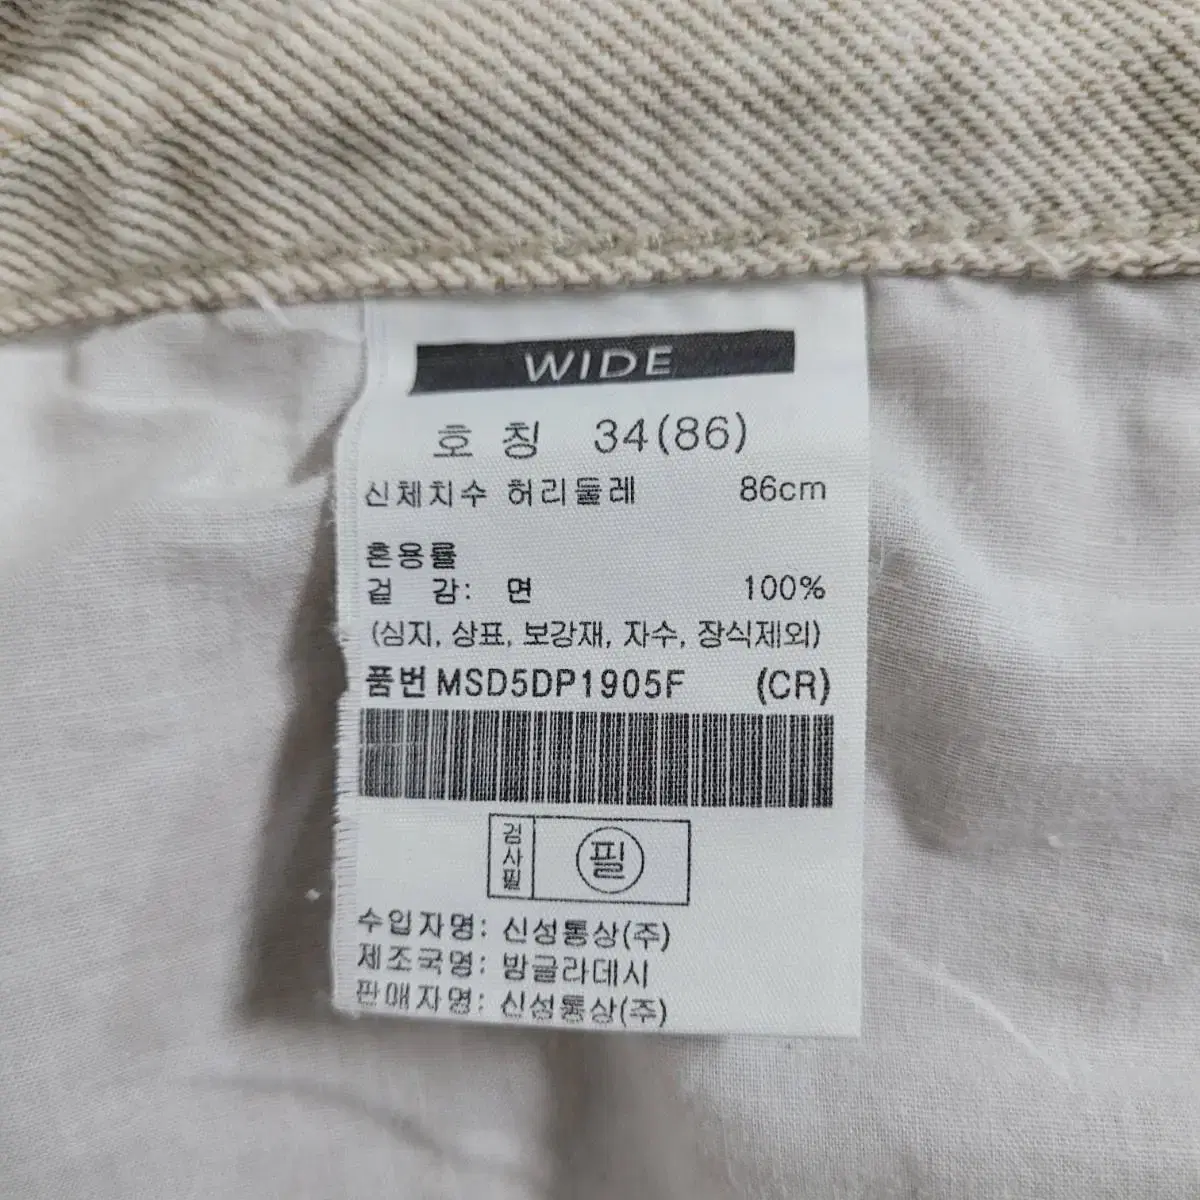 WIDE
호 칭 34(86)
신체치수 허리둘레 86cm
혼용률
겉 감: 면 100%
(심지, 상표, 보강재, 자수, 장식제외)
품번 MSD5DP1905F (CR)
검사필 필
수입자명: 신성통상(주)
제조국명: 방글라데시
판매자명: 신성통상(주)